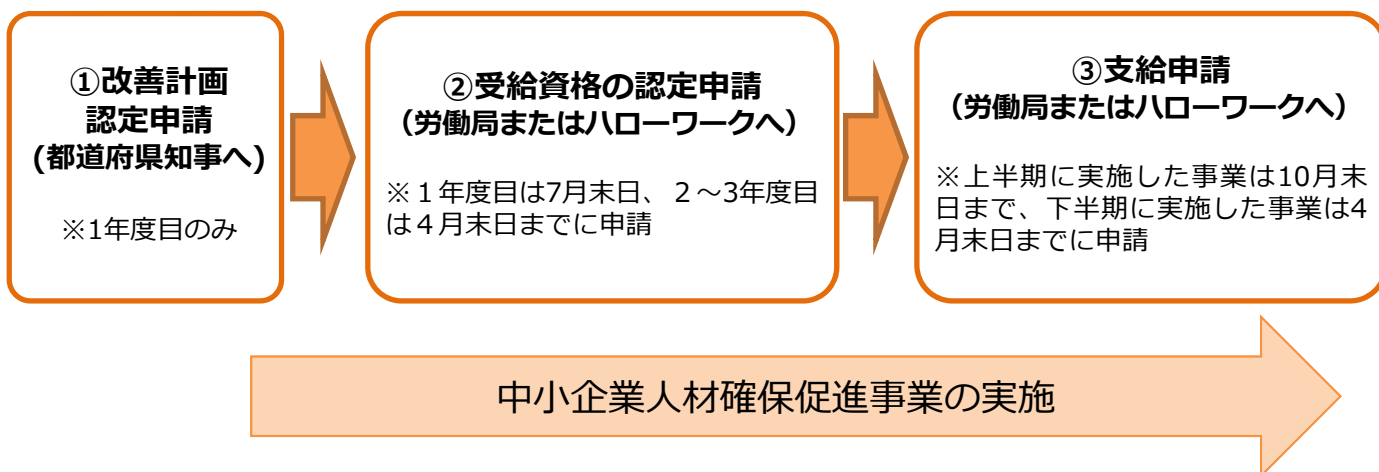 ①改善計画
認定申請
(都道府県知事へ)
※1年度目のみ
②受給資格の認定申請
（労働局またはハローワークへ）
※１年度目は7月末日、２～3年度目
は４月末日までに申請
③支給申請
（労働局またはハローワークへ）
※上半期に実施した事業は10月末
日まで、下半期に実施した事業は4
月末日までに申請
中小企業人材確保促進事業の実施